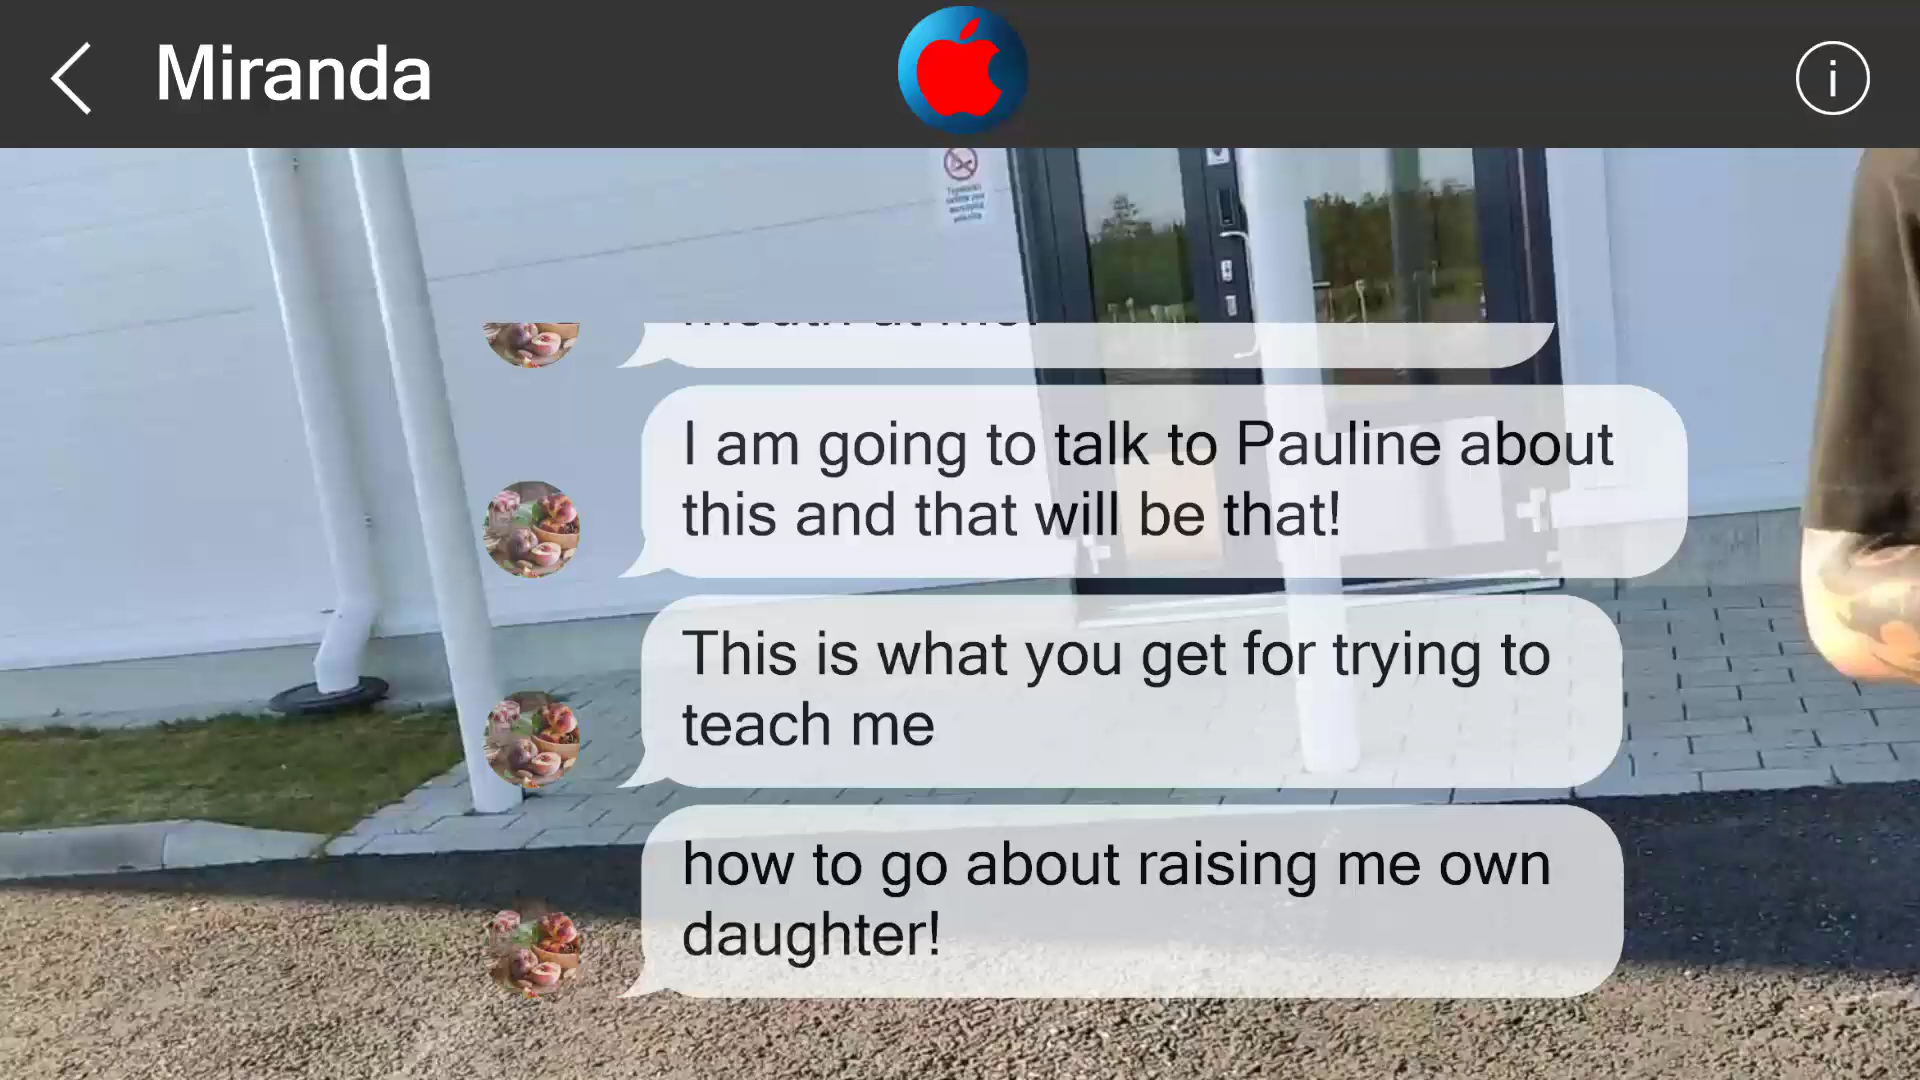 Miranda
I am going to talk to Pauline about
this and that will be that!
This is what you get for trying to
teach me
how to go about raising me own
daughter!